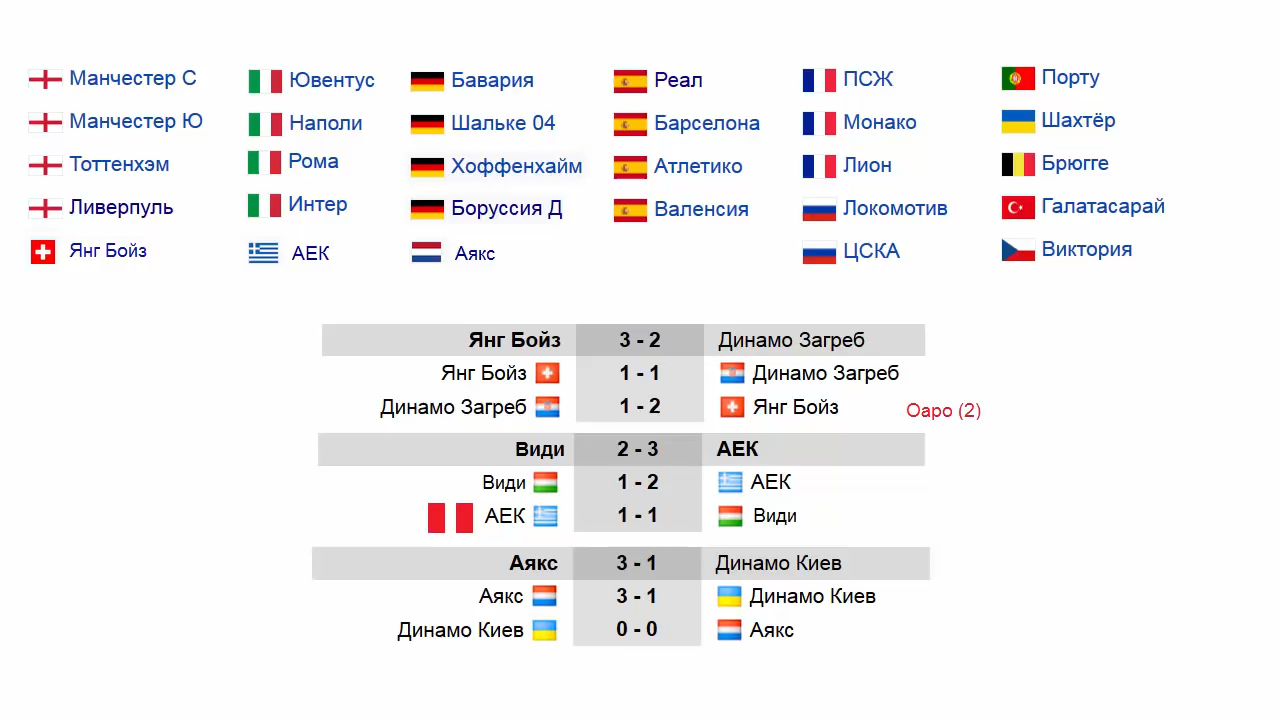 Манчестер С Ювентус Бавария Реал ПСЖ Порту
Манчестер Ю Наполи Шальке 04 Барселона Монако Шахтёр
Тоттенхэм Рома Хоффенхайм Атлетико Лион Брюгге
Ливерпуль Интер Боруссия Д Валенсия Локомотив Галатасарай
Янг Бойз АЕК Аякс ЦСКА Виктория
Янг Бойз 3 - 2 Динамо Загреб
Янг Бойз 1 - 1 Динамо Загреб
Динамо Загреб 1 - 2 Янг Бойз Оаро (2)
Види 2 - 3 АЕК
Види 1 - 2 АЕК
АЕК 1 - 1 Види
Аякс 3 - 1 Динамо Киев
Аякс 3 - 1 Динамо Киев
Динамо Киев 0 - 0 Аякс